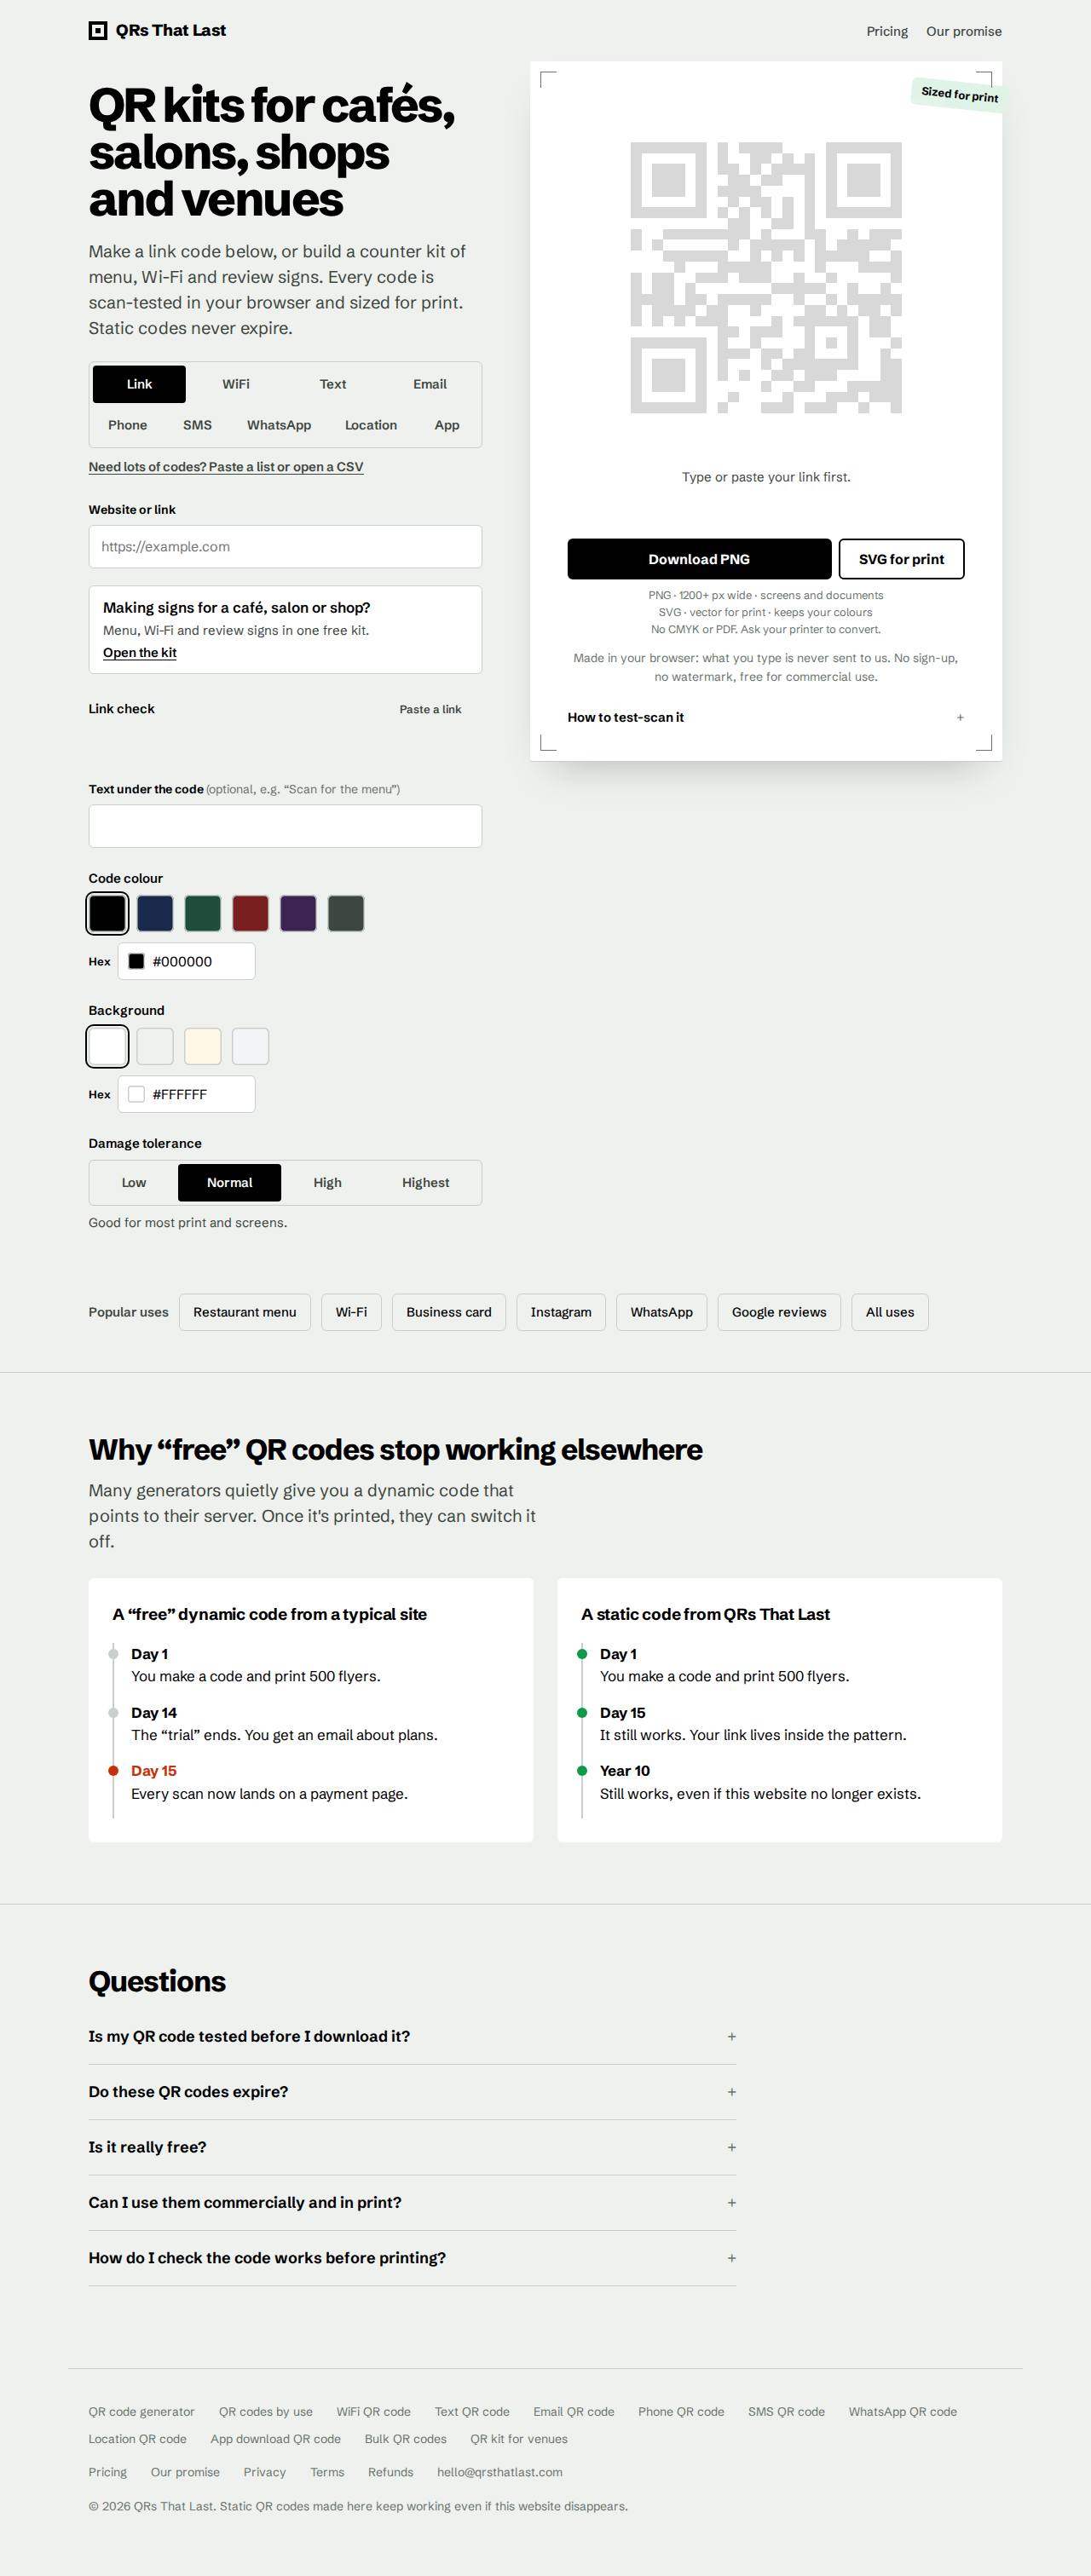 QRs That Last
Pricing
Our promise
QR kits for cafés,
salons, shops
and venues
Make a link code below, or build a counter kit of
menu, Wi-Fi and review signs. Every code is
scan-tested in your browser and sized for print.
Static codes never expire.
Link
WiFi
Text
Email
Phone
SMS
WhatsApp
Location
App
Need lots of codes? Paste a list or open a CSV
Website or link
https://example.com
Making signs for a café, salon or shop?
Menu, Wi-Fi and review signs in one free kit.
Open the kit
Link check
Paste a link
Text under the code (optional, e.g. “Scan for the menu”)
Code colour
Hex
#000000
Background
Hex
#FFFFFF
Damage tolerance
Low
Normal
High
Highest
Good for most print and screens.
Sized for print
Type or paste your link first.
Download PNG
SVG for print
PNG · 1200+ px wide · screens and documents
SVG · vector for print · keeps your colours
No CMYK or PDF. Ask your printer to convert.
Made in your browser: what you type is never sent to us. No sign-up,
no watermark, free for commercial use.
How to test-scan it
+
Popular uses
Restaurant menu
Wi-Fi
Business card
Instagram
WhatsApp
Google reviews
All uses
Why “free” QR codes stop working elsewhere
Many generators quietly give you a dynamic code that
points to their server. Once it's printed, they can switch it
off.
A “free” dynamic code from a typical site
Day 1
You make a code and print 500 flyers.
Day 14
The “trial” ends. You get an email about plans.
Day 15
Every scan now lands on a payment page.
A static code from QRs That Last
Day 1
You make a code and print 500 flyers.
Day 15
It still works. Your link lives inside the pattern.
Year 10
Still works, even if this website no longer exists.
Questions
Is my QR code tested before I download it?
+
Do these QR codes expire?
+
Is it really free?
+
Can I use them commercially and in print?
+
How do I check the code works before printing?
+
QR code generator
QR codes by use
WiFi QR code
Text QR code
Email QR code
Phone QR code
SMS QR code
WhatsApp QR code
Location QR code
App download QR code
Bulk QR codes
QR kit for venues
Pricing
Our promise
Privacy
Terms
Refunds
hello@qrsthatlast.com
© 2026 QRs That Last. Static QR codes made here keep working even if this website disappears.